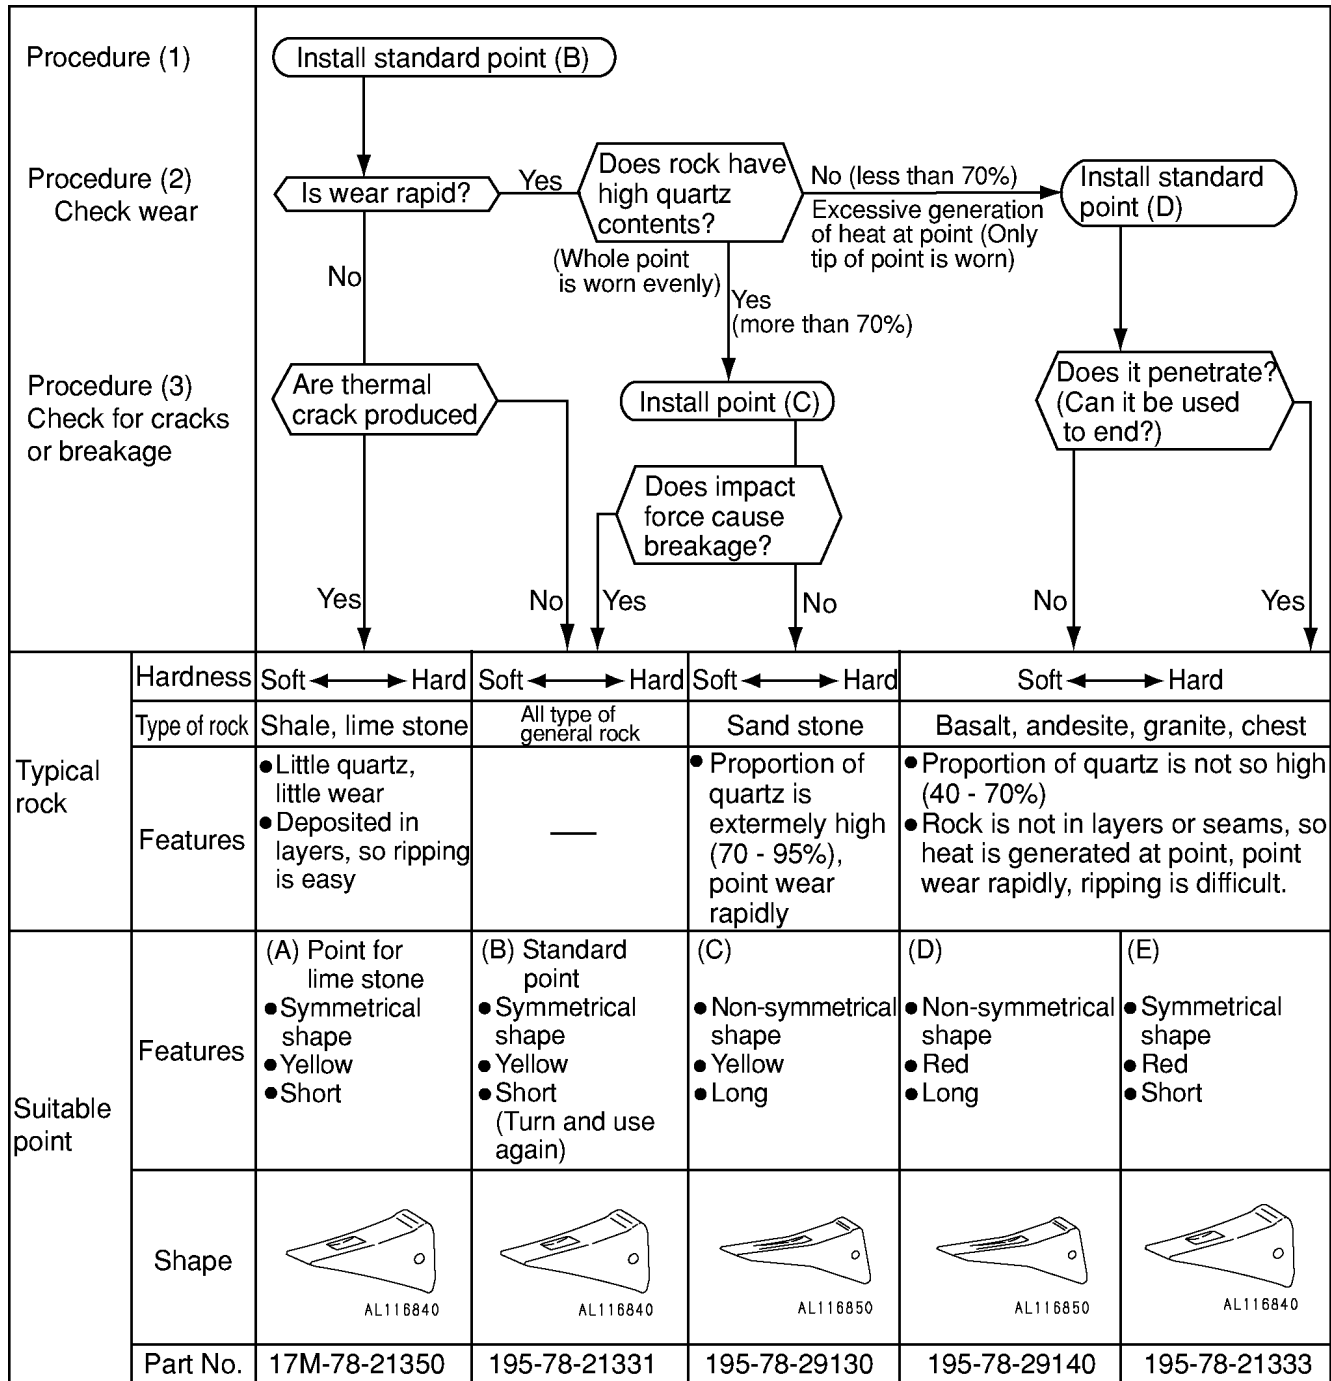 Procedure (1)
Install standard point (B)
Procedure (2)
Check wear
Is wear rapid?
Yes
Does rock have
high quartz
contents?
No (less than 70%)
Excessive generation
of heat at point (Only
tip of point is worn)
Install standard
point (D)
No
(Whole point
is worn evenly)
Yes
(more than 70%)
Procedure (3)
Check for cracks
or breakage
Are thermal
crack produced
Install point (C)
Does it penetrate?
(Can it be used
to end?)
Does impact
force cause
breakage?
Yes
No
Yes
No
No
Yes
Typical
rock
Hardness
Soft
Hard
Soft
Hard
Soft
Hard
Soft
Hard
Type of rock
Shale, lime stone
All type of
general rock
Sand stone
Basalt, andesite, granite, chest
Features
●Little quartz,
little wear
●Deposited in
layers, so ripping
is easy
—
●Proportion of
quartz is
extermely high
(70 - 95%),
point wear
rapidly
●Proportion of quartz is not so high
(40 - 70%)
●Rock is not in layers or seams, so
heat is generated at point, point
wear rapidly, ripping is difficult.
Suitable
point
Features
(A) Point for
lime stone
●Symmetrical
shape
●Yellow
●Short
(B) Standard
point
●Symmetrical
shape
●Yellow
●Short
(Turn and use
again)
(C)
●Non-symmetrical
shape
●Yellow
●Long
(D)
●Non-symmetrical
shape
●Red
●Long
(E)
●Symmetrical
shape
●Red
●Short
Shape
AL116840
AL116840
AL116850
AL116850
AL116840
Part No.
17M-78-21350
195-78-21331
195-78-29130
195-78-29140
195-78-21333